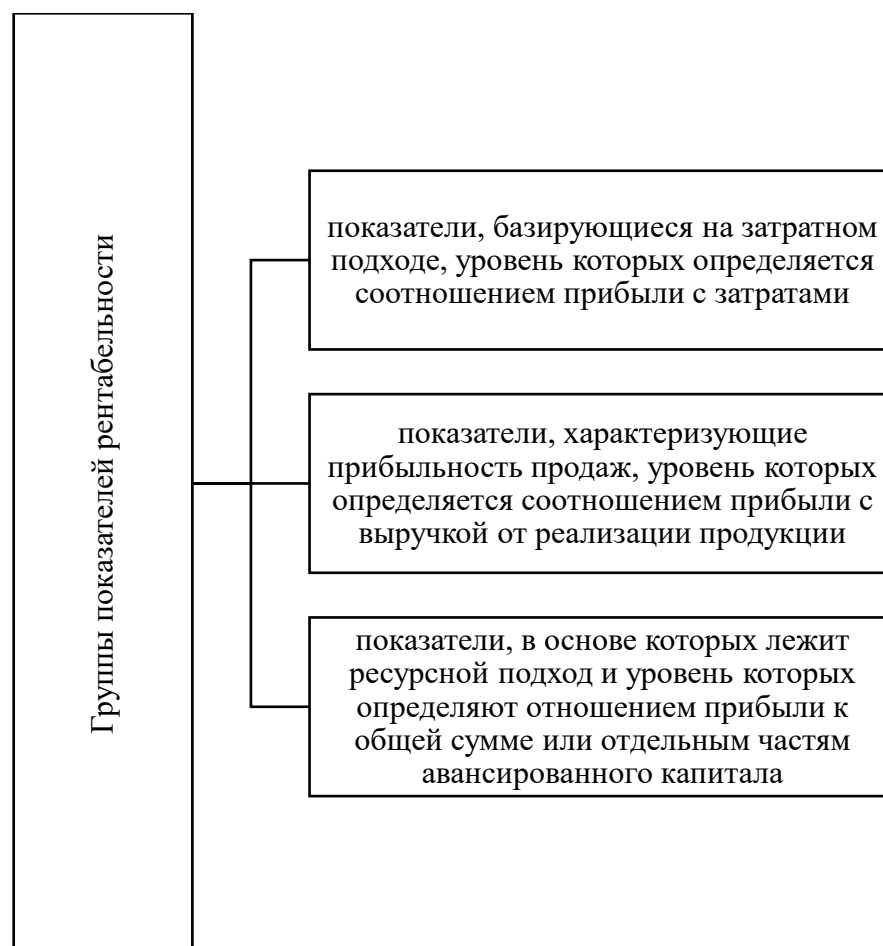 Группы показателей рентабельности
показатели, базирующиеся на затратном
подходе, уровень которых определяется
соотношением прибыли с затратами
показатели, характеризующие
прибыльность продаж, уровень которых
определяется соотношением прибыли с
выручкой от реализации продукции
показатели, в основе которых лежит
ресурсной подход и уровень которых
определяют отношением прибыли к
общей сумме или отдельным частям
авансированного капитала